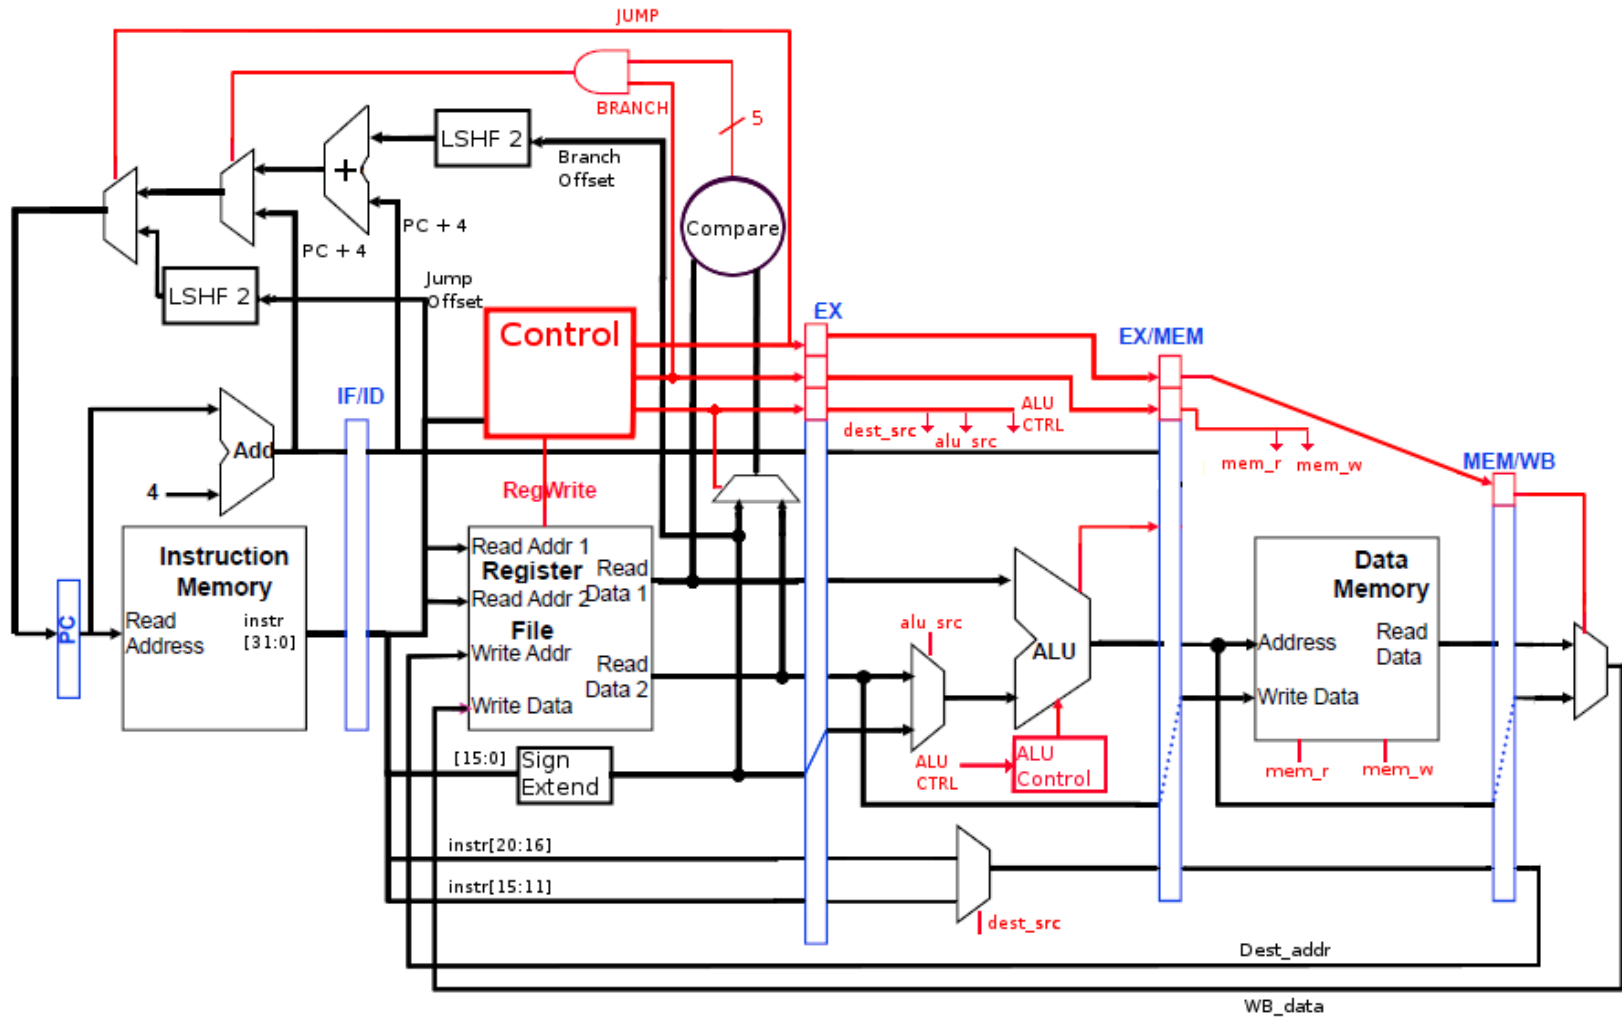 JUMP
BRANCH
5
LSHF 2
Branch
Offset
+
PC + 4
PC + 4
Compare
LSHF 2
Jump
Offset
Control
EX
EX/MEM
IF/ID
ALU
CTRL
dest_src
alu_src
mem_r
mem_w
MEM/WB
Add
4
RegWrite
Instruction
Memory
Read
Address
instr
[31:0]
PC
Read Addr 1
Register
Read Addr 2
File
Write Addr
Write Data
Read
Data 1
Read
Data 2
alu_src
ALU
Data
Memory
Address
Read
Data
Write Data
mem_r
mem_w
[15:0]
Sign
Extend
ALU
CTRL
ALU
Control
instr[20:16]
instr[15:11]
dest_src
Dest_addr
WB_data